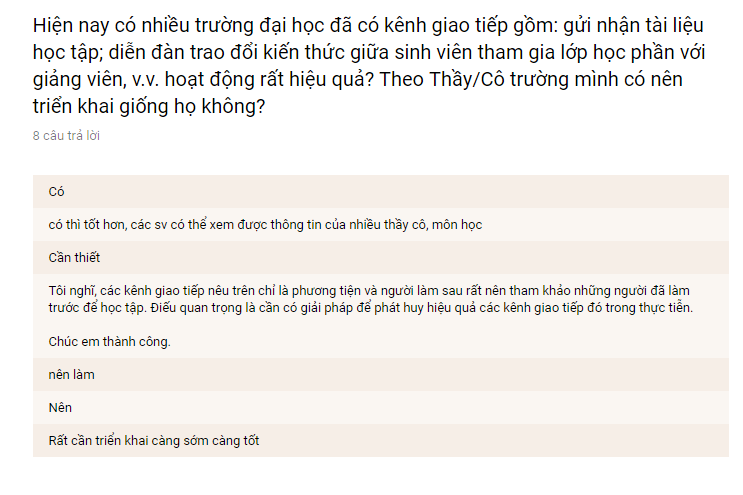 Hiện nay có nhiều trường đại học đã có kênh giao tiếp gồm: gửi nhận tài liệu
học tập; diễn đàn trao đổi kiến thức giữa sinh viên tham gia lớp học phần với
giảng viên, v.v. hoạt động rất hiệu quả? Theo Thầy/Cô trường mình có nên
triển khai giống họ không?
8 câu trả lời
Có
có thì tốt hơn, các sv có thể xem được thông tin của nhiều thầy cô, môn học
Cần thiết
Tôi nghĩ, các kênh giao tiếp nêu trên chỉ là phương tiện và người làm sau rất nên tham khảo những người đã làm
trước để học tập. Điếu quan trọng là cần có giải pháp để phát huy hiệu quả các kênh giao tiếp đó trong thực tiễn.
Chúc em thành công.
nên làm
Nên
Rất cần triển khai càng sớm càng tốt